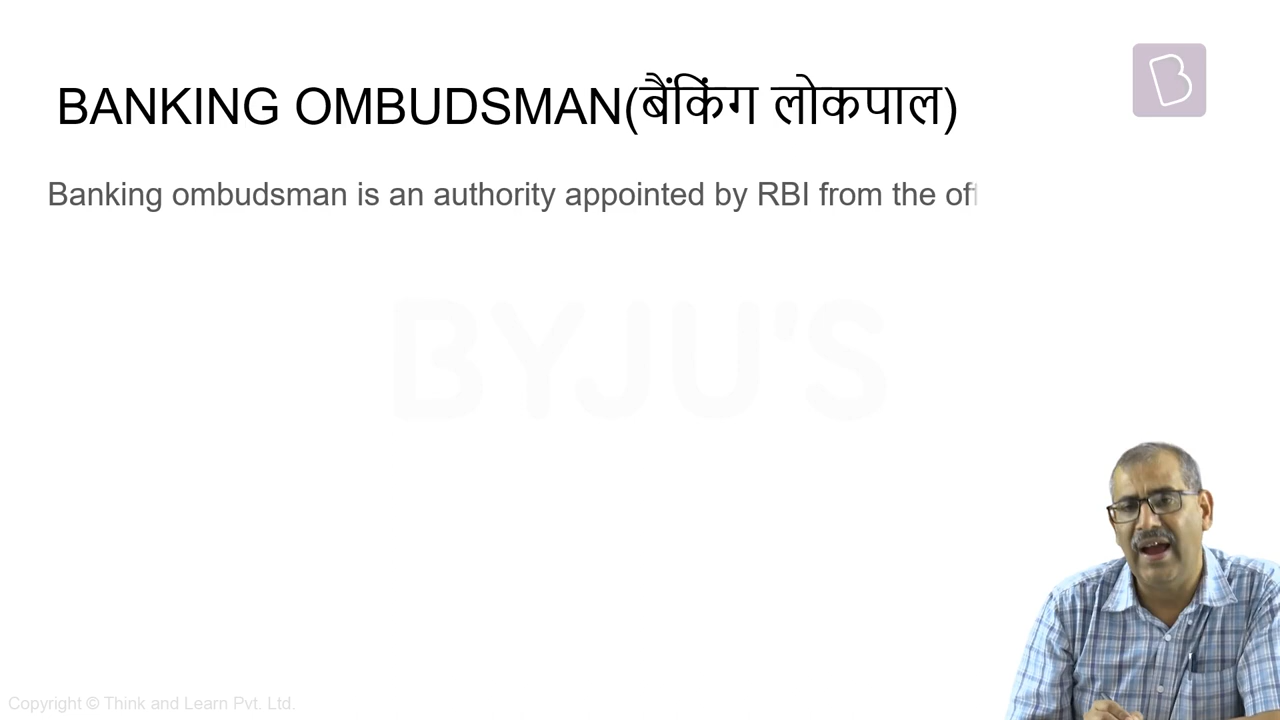 BANKING OMBUDSMAN(बैंकिंग लोकपाल)
Banking ombudsman is an authority appointed by RBI from the
BYJU'S
Copyright © Think and Learn Pvt. Ltd.